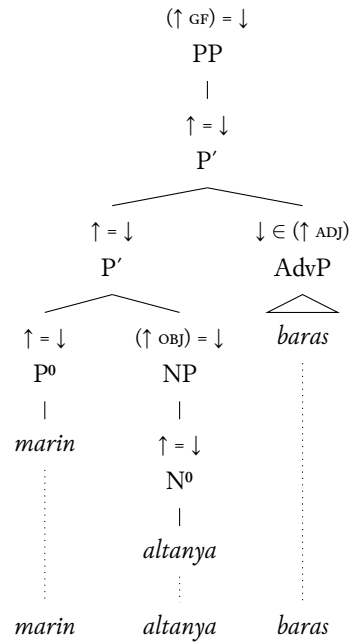 (↑ GF) = ↓
PP
↑ = ↓
P′
↑ = ↓ ↓ ∈ (↑ ADJ)
P′ AdvP
↑ = ↓ (↑ OBJ) = ↓ baras
P⁰ NP
marin ↑ = ↓
N⁰
altanya
marin altanya baras